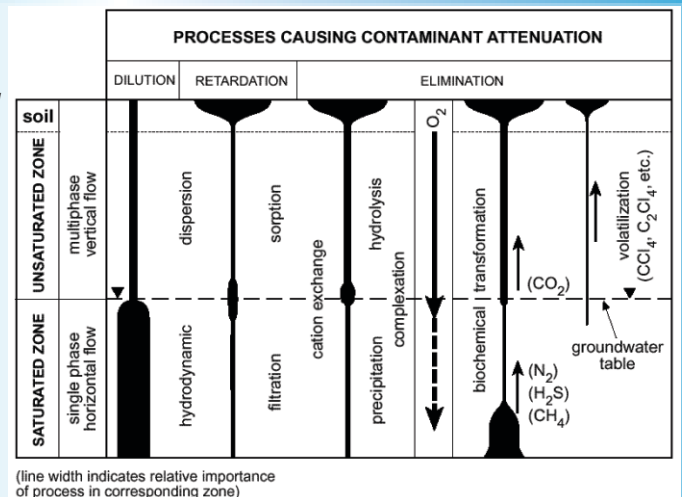 PROCESSES CAUSING CONTAMINANT ATTENUATION
DILUTION
RETARDATION
ELIMINATION
soil
UNSATURATED ZONE
multiphase
vertical flow
SATURATED ZONE
single phase
horizontal flow
hydrodynamic dispersion
sorption
filtration
cation exchange
hydrolysis
complexation
precipitation
O₂
biochemical transformation
(CO₂)
(N₂)
(H₂S)
(CH₄)
volatilization
(CCl₄, C₂Cl₄, etc.)
groundwater
table
(line width indicates relative importance
of process in corresponding zone)